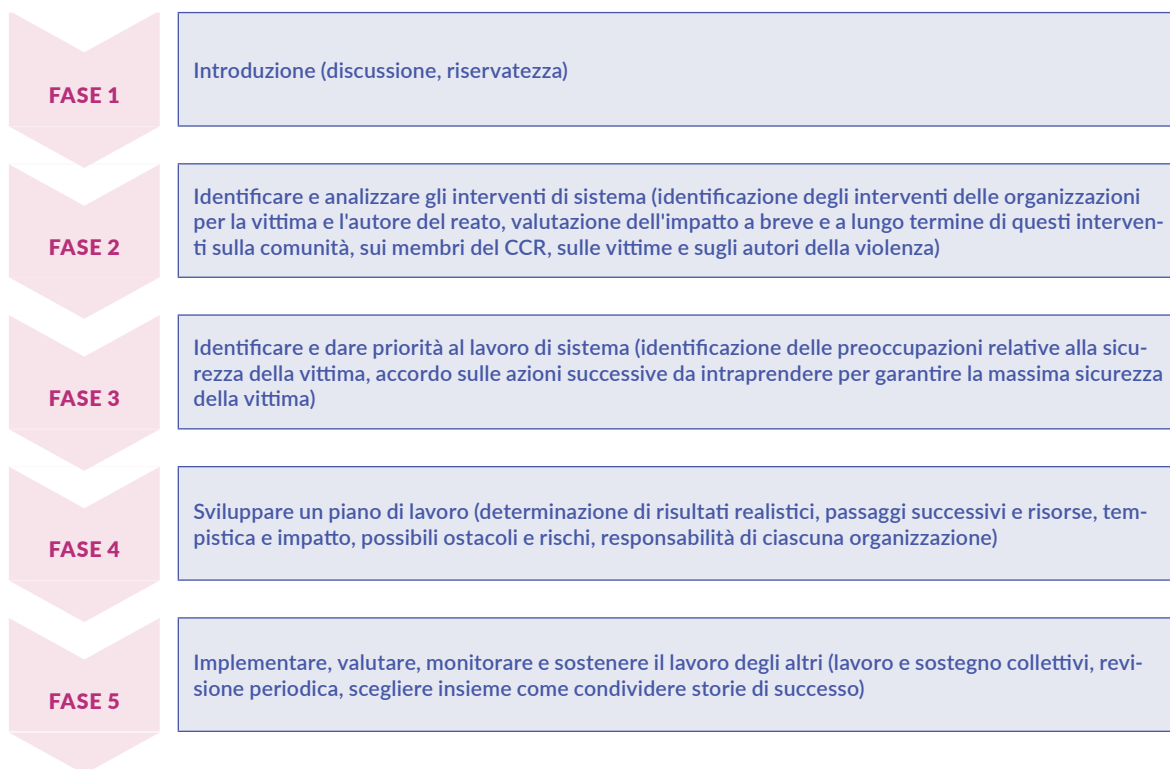 FASE 1
Introduzione (discussione, riservatezza)
FASE 2
Identificare e analizzare gli interventi di sistema (identificazione degli interventi delle organizzazioni
per la vittima e l'autore del reato, valutazione dell'impatto a breve e a lungo termine di questi interven-
ti sulla comunità, sui membri del CCR, sulle vittime e sugli autori della violenza)
FASE 3
Identificare e dare priorità al lavoro di sistema (identificazione delle preoccupazioni relative alla sicu-
rezza della vittima, accordo sulle azioni successive da intraprendere per garantire la massima sicurezza
della vittima)
FASE 4
Sviluppare un piano di lavoro (determinazione di risultati realistici, passaggi successivi e risorse, tem-
pistica e impatto, possibili ostacoli e rischi, responsabilità di ciascuna organizzazione)
FASE 5
Implementare, valutare, monitorare e sostenere il lavoro degli altri (lavoro e sostegno collettivi, revi-
sione periodica, scegliere insieme come condividere storie di successo)